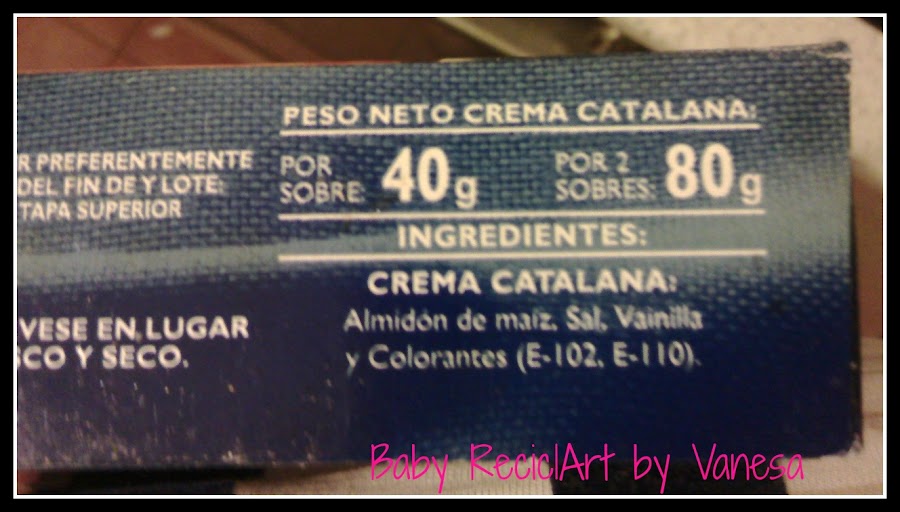 R PREFERENTEMENTE
DEL FIN DE Y LOTE:
TAPA SUPERIOR
VESE EN LUGAR
SCO Y SECO.
PESO NETO CREMA CATALANA:
POR SOBRE: 40g
POR 2 SOBRES: 80g
INGREDIENTES:
CREMA CATALANA:
Almidón de maíz, Sal, Vainilla
y Colorantes (E-102, E-110).
Baby ReciclArt by Vanesa